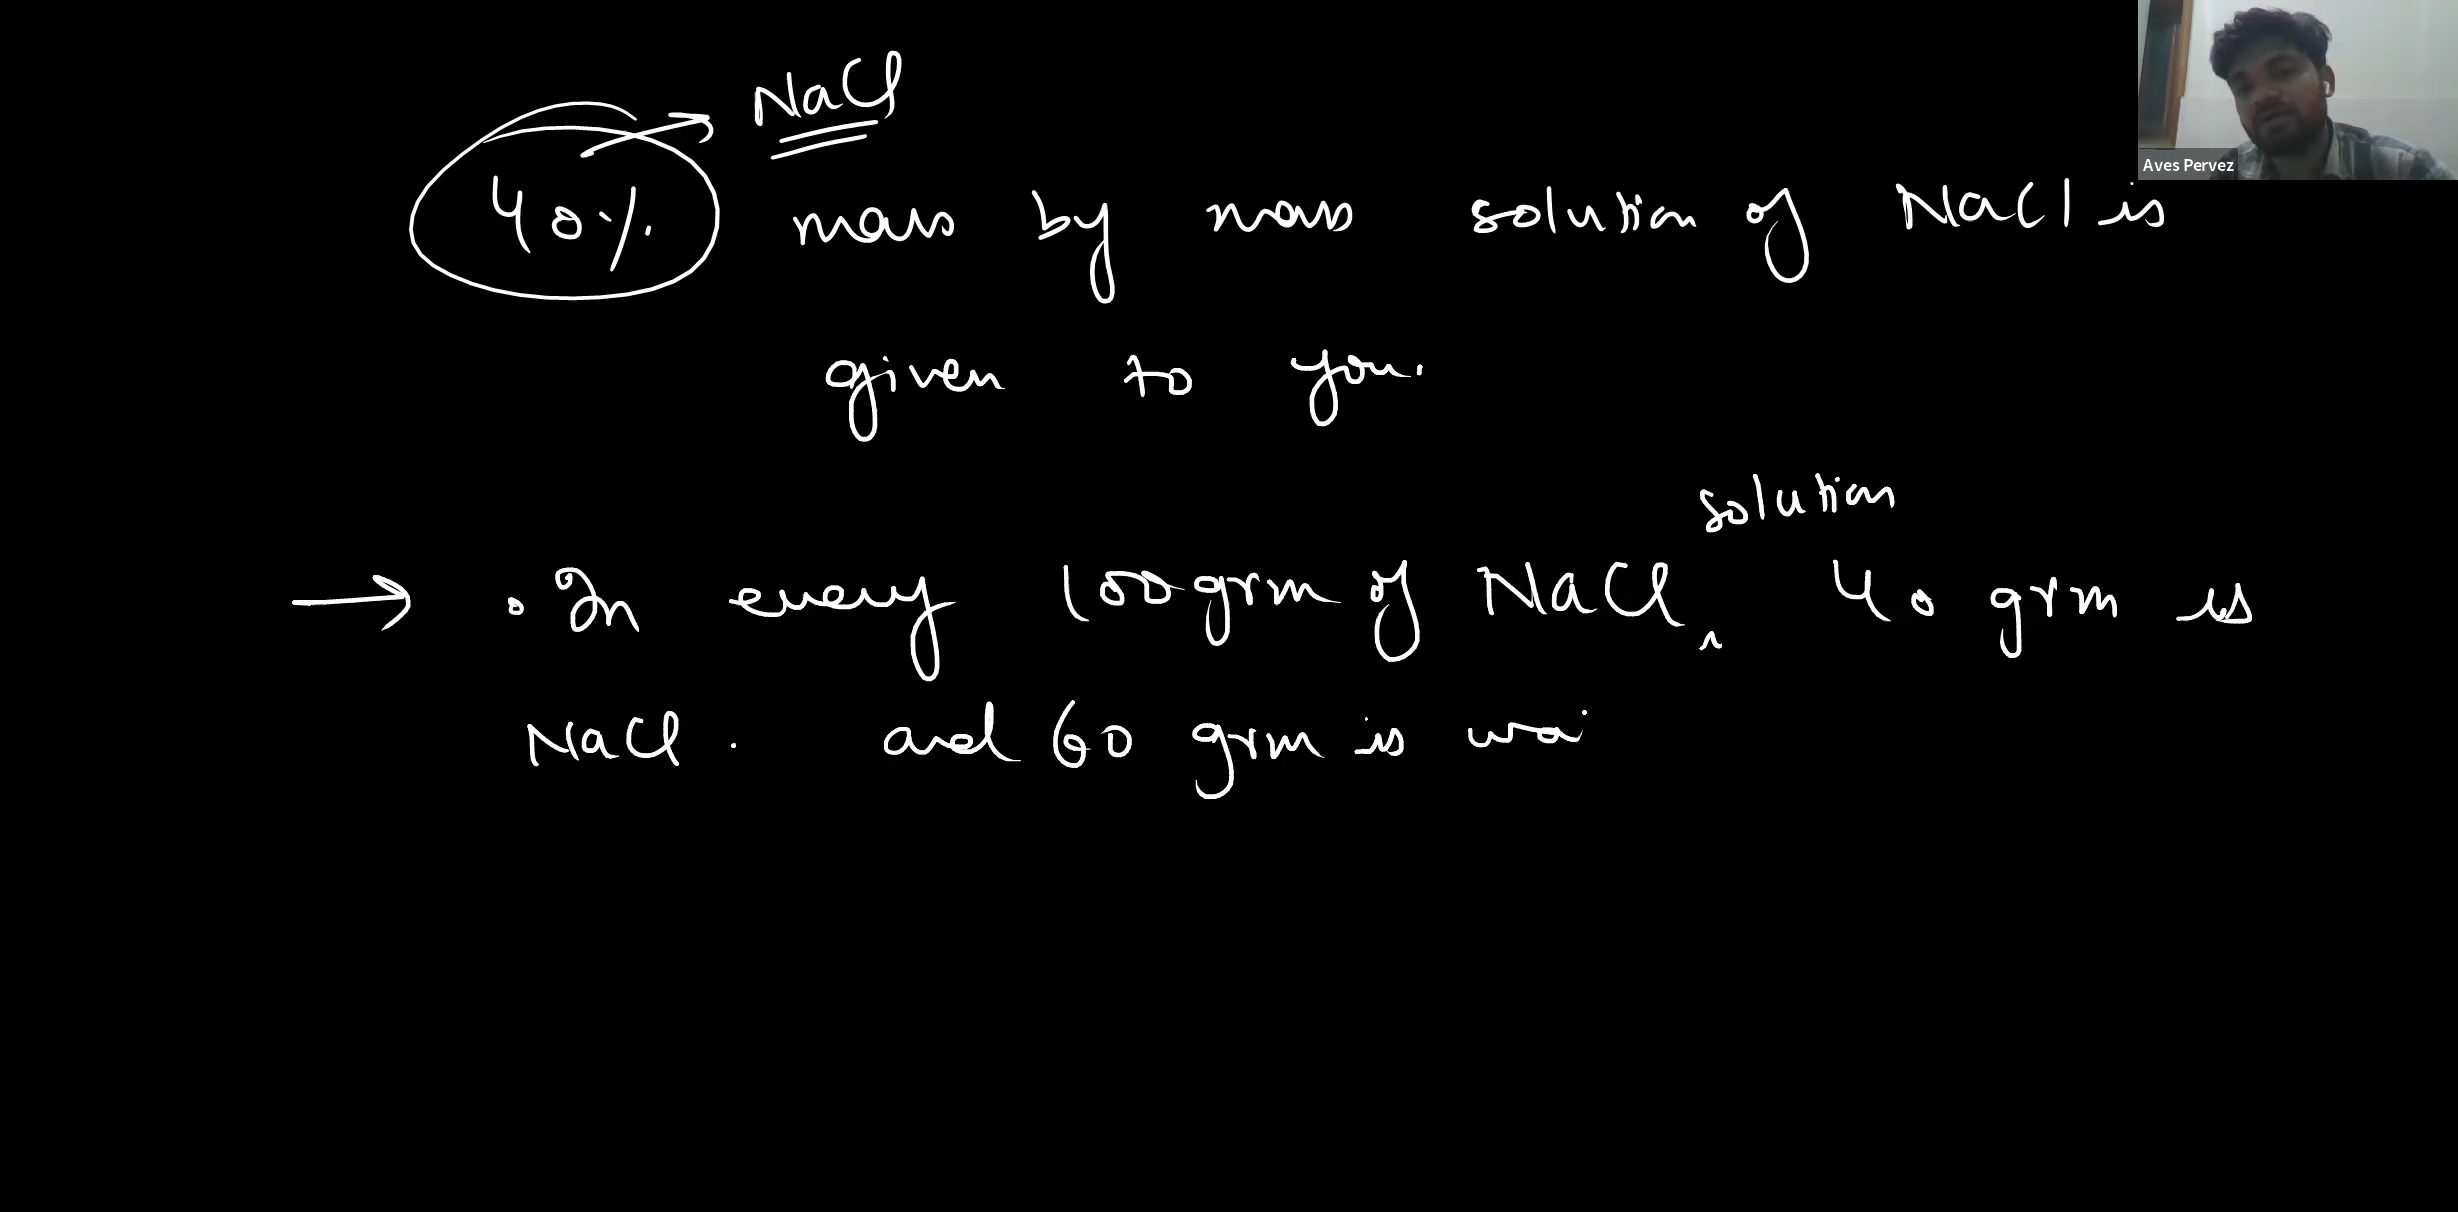 NaCl
Aves Pervez
40% mass by mass solution of NaCl is
given to you.
solution
→ • In every 100 grm of NaCl ^ 40 grm is
NaCl. and 60 grm is wa